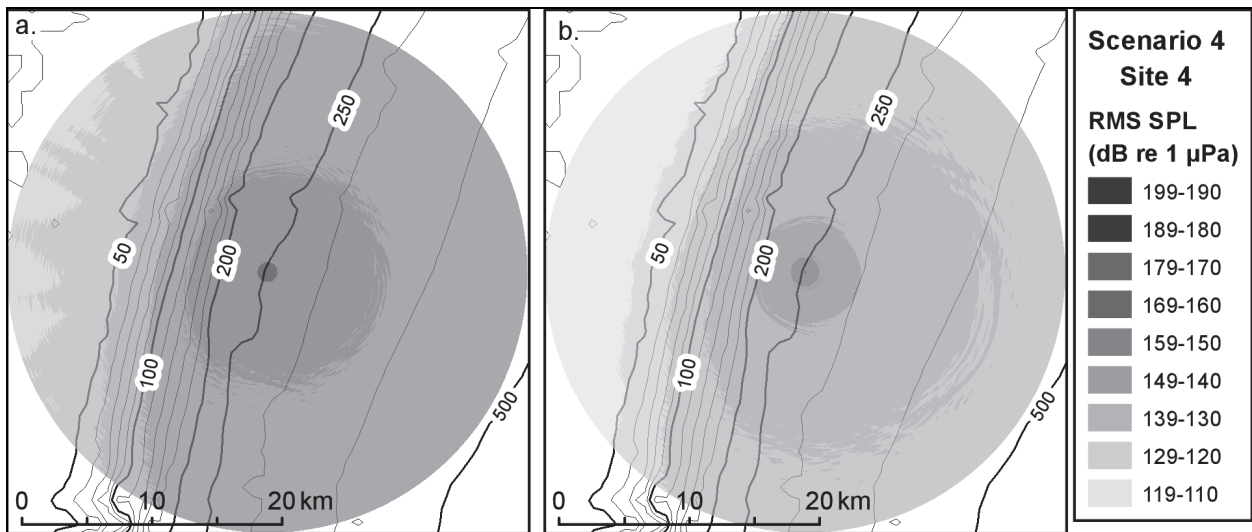 a.
50
100
200
250
500
0 10 20 km
b.
50
100
200
250
500
0 10 20 km
Scenario 4
Site 4
RMS SPL
(dB re 1 µPa)
199-190
189-180
179-170
169-160
159-150
149-140
139-130
129-120
119-110